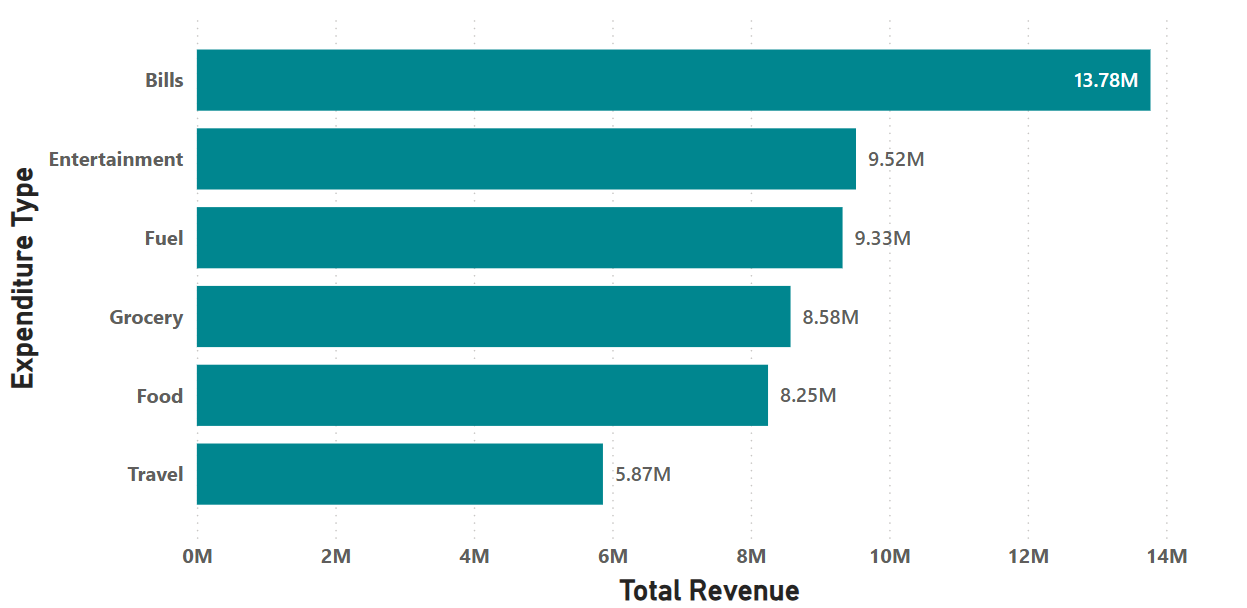 Expenditure Type
Bills 13.78M
Entertainment 9.52M
Fuel 9.33M
Grocery 8.58M
Food 8.25M
Travel 5.87M
0M 2M 4M 6M 8M 10M 12M 14M
Total Revenue